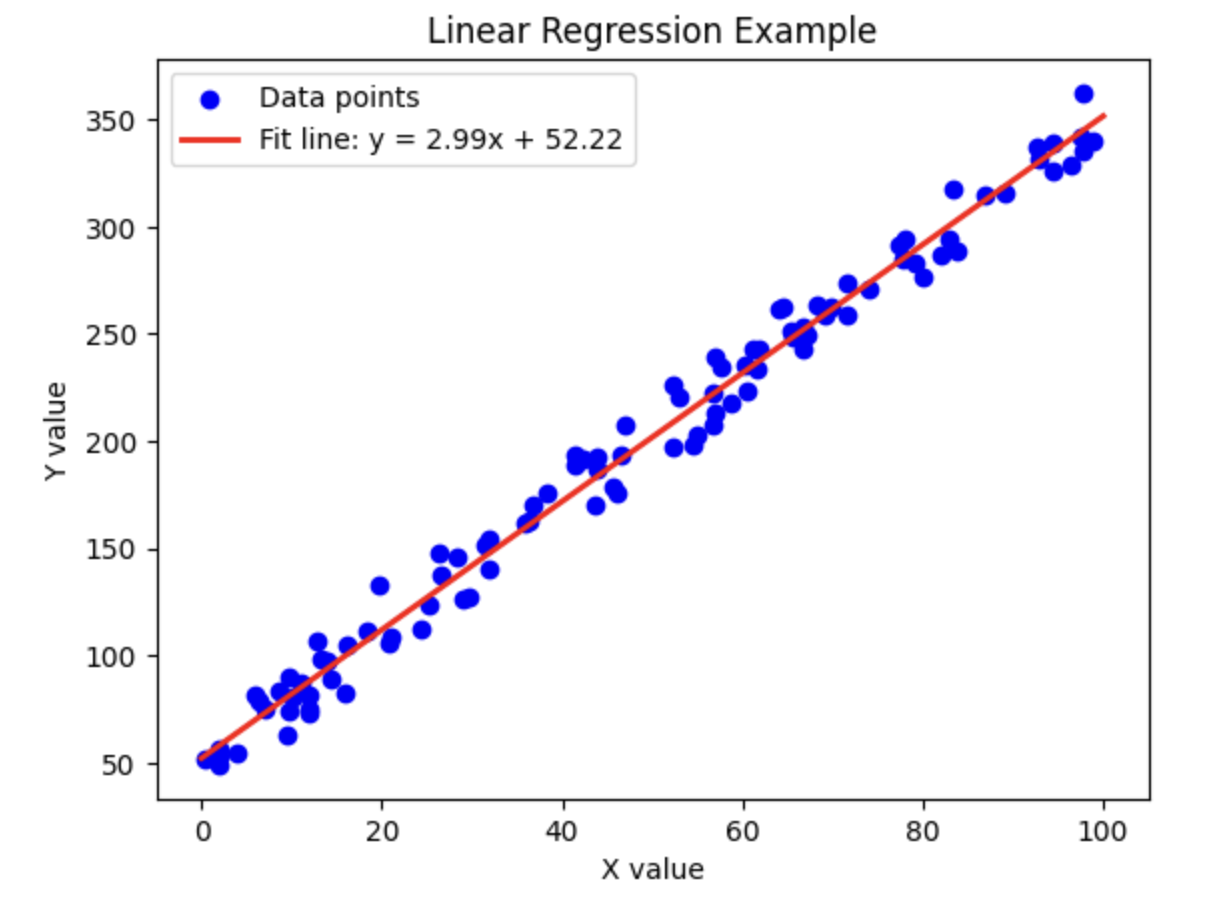 Linear Regression Example
Data points
Fit line: y = 2.99x + 52.22
350
300
250
200
150
100
50
Y value
0 20 40 60 80 100
X value